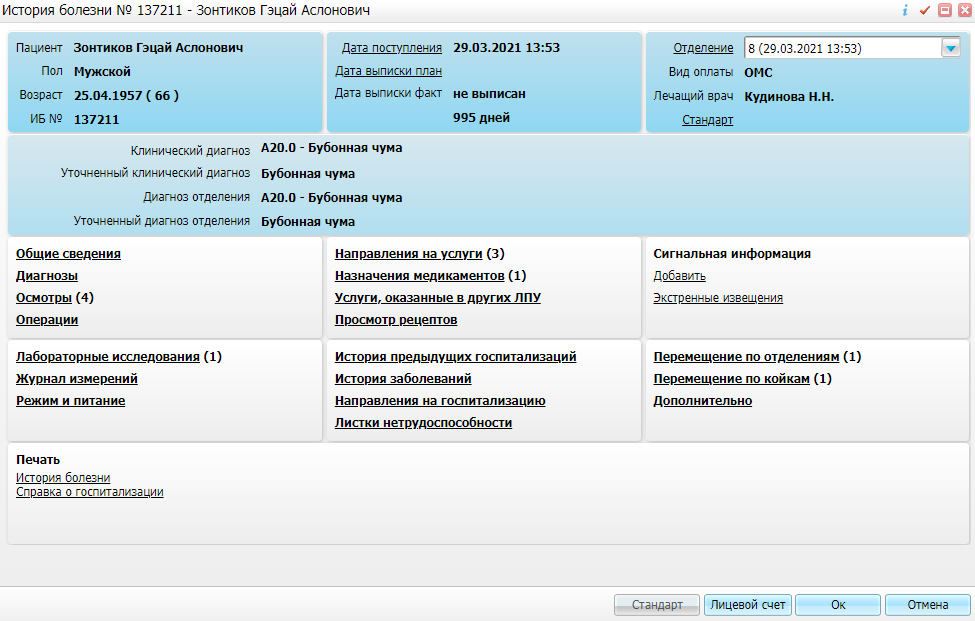 История болезни № 137211 - Зонтиков Гэцай Аслонович
Пациент Зонтиков Гэцай Аслонович
Пол Мужской
Возраст 25.04.1957 ( 66 )
ИБ № 137211
Дата поступления 29.03.2021 13:53
Дата выписки план
Дата выписки факт не выписан
995 дней
Отделение 8 (29.03.2021 13:53)
Вид оплаты ОМС
Лечащий врач Кудинова Н.Н.
Стандарт
Клинический диагноз A20.0 - Бубонная чума
Уточненный клинический диагноз Бубонная чума
Диагноз отделения A20.0 - Бубонная чума
Уточненный диагноз отделения Бубонная чума
Общие сведения
Диагнозы
Осмотры (4)
Операции
Направления на услуги (3)
Назначения медикаментов (1)
Услуги, оказанные в других ЛПУ
Просмотр рецептов
Сигнальная информация
Добавить
Экстренные извещения
Лабораторные исследования (1)
Журнал измерений
Режим и питание
История предыдущих госпитализаций
История заболеваний
Направления на госпитализацию
Листки нетрудоспособности
Перемещение по отделениям (1)
Перемещение по койкам (1)
Дополнительно
Печать
История болезни
Справка о госпитализации
Стандарт Лицевой счет Ок Отмена